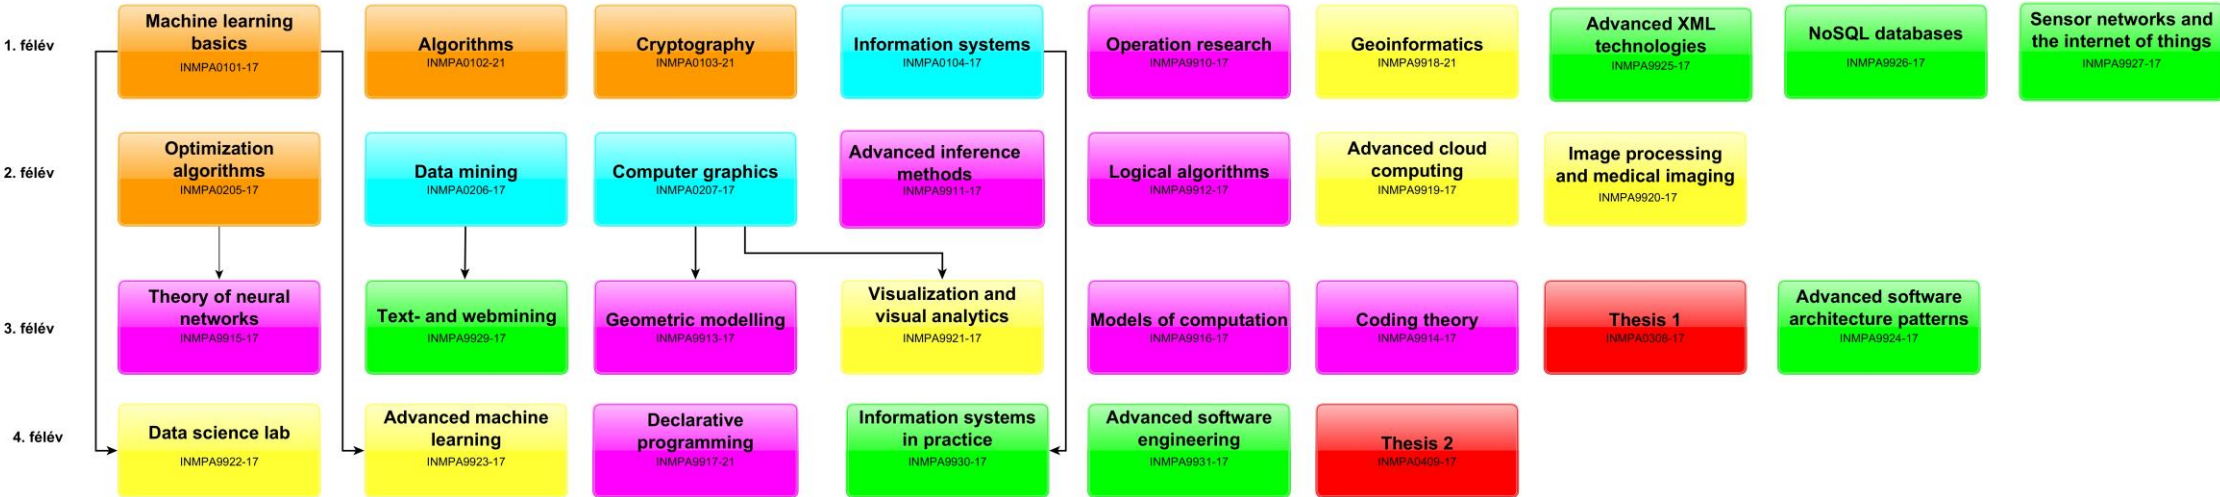 1. félév
Machine learning
basics
INMPA0101-17
Algorithms
INMPA0102-21
Cryptography
INMPA0103-21
Information systems
INMPA0104-17
Operation research
INMPA9910-17
Geoinformatics
INMPA9918-21
Advanced XML
technologies
INMPA9925-17
NoSQL databases
INMPA9926-17
Sensor networks and
the internet of things
INMPA9927-17
2. félév
Optimization
algorithms
INMPA0205-17
Data mining
INMPA0206-17
Computer graphics
INMPA0207-17
Advanced inference
methods
INMPA9911-17
Logical algorithms
INMPA9912-17
Advanced cloud
computing
INMPA9919-17
Image processing
and medical imaging
INMPA9920-17
3. félév
Theory of neural
networks
INMPA9915-17
Text- and webmining
INMPA9929-17
Geometric modelling
INMPA9913-17
Visualization and
visual analytics
INMPA9921-17
Models of computation
INMPA9916-17
Coding theory
INMPA9914-17
Thesis 1
INMPA0308-17
Advanced software
architecture patterns
INMPA9924-17
4. félév
Data science lab
INMPA9922-17
Advanced machine
learning
INMPA9923-17
Declarative
programming
INMPA9917-21
Information systems
in practice
INMPA9930-17
Advanced software
engineering
INMPA9931-17
Thesis 2
INMPA0409-17